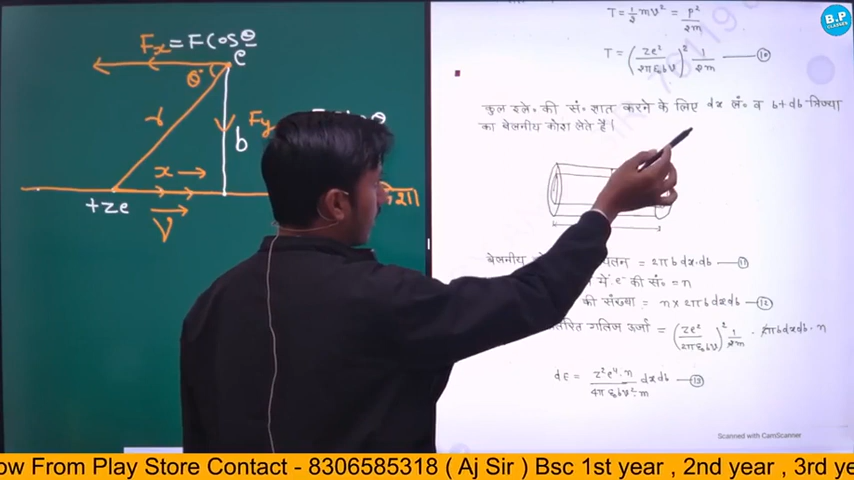 Fx = F Cos θ
e
θ
Fy
r
b
x →
+ze
V
T = ½ mv² = p²/2m
T = (Ze²/2πε₀bv)² 1/2m —— (10)
कुल इले॰ की सं॰ ज्ञात करने के लिए dx लं॰ व b+db त्रिज्या
का बेलनीय कोश लेते हैं।
बेलनीय = 2πb dx·db —— (11)
में e⁻ की सं॰ = n
की संख्या = n × 2πb dx db —— (12)
गतिज ऊर्जा = (Ze²/2πε₀bv)² 1/2m · 2πb dx db · n
dE = Z²e⁴·n / 4π ε₀bv²·m dx db —— (13)
Scanned with CamScanner
B.P
CLASSES
ow From Play Store Contact - 8306585318 ( Aj Sir ) Bsc 1st year , 2nd year , 3rd ye